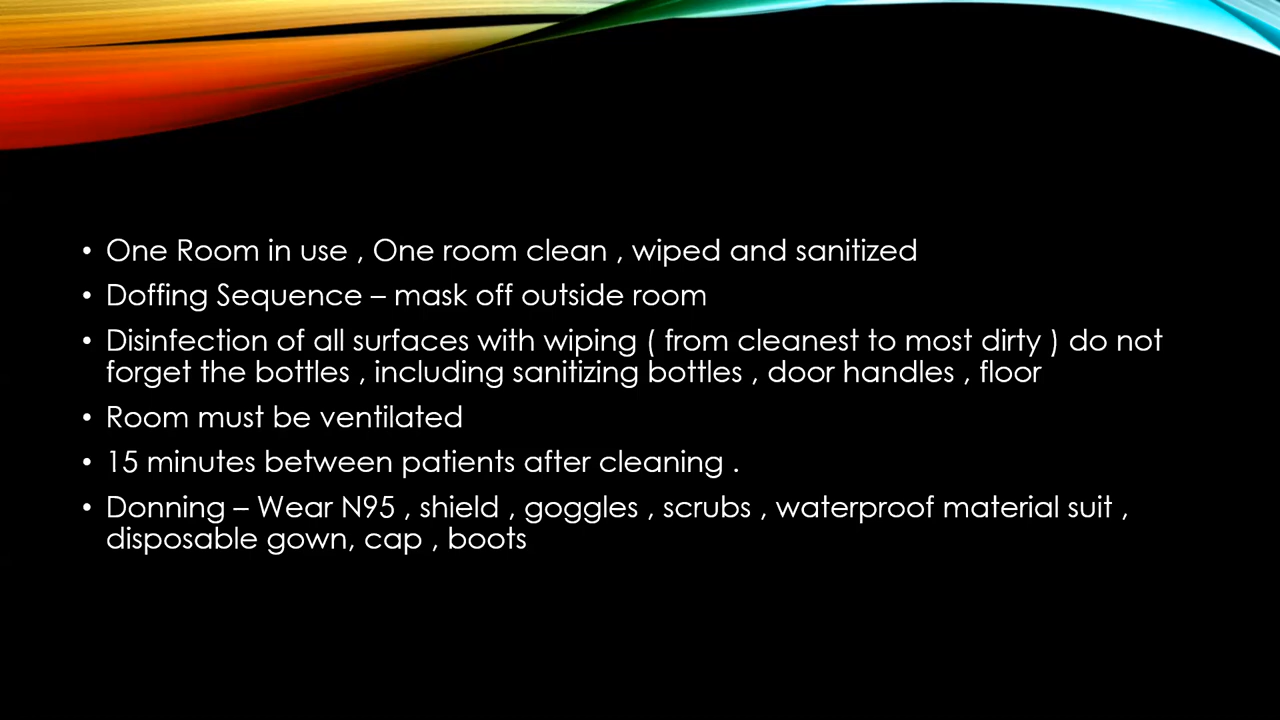 • One Room in use , One room clean , wiped and sanitized
• Doffing Sequence – mask off outside room
• Disinfection of all surfaces with wiping ( from cleanest to most dirty ) do not
forget the bottles , including sanitizing bottles , door handles , floor
• Room must be ventilated
• 15 minutes between patients after cleaning .
• Donning – Wear N95 , shield , goggles , scrubs , waterproof material suit ,
disposable gown, cap , boots